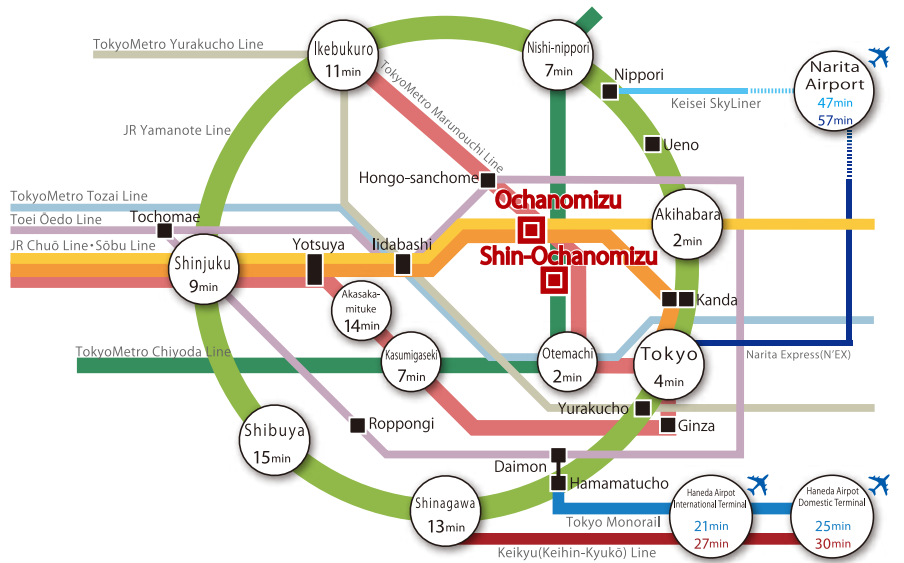 TokyoMetro Yurakucho Line
Ikebukuro
11min
Nishi-nippori
7min
Nippori
Keisei SkyLiner
Narita
Airport
47min
57min
TokyoMetro Marunouchi Line
JR Yamanote Line
Ueno
Hongo-sanchome
TokyoMetro Tozai Line
Toei Ōedo Line
Tochomae
JR Chuō Line・Sōbu Line
Ochanomizu
Akihabara
2min
Shin-Ochanomizu
Yotsuya
Iidabashi
Shinjuku
9min
Akasaka-
mituke
14min
Kanda
TokyoMetro Chiyoda Line
Kasumigaseki
7min
Otemachi
2min
Tokyo
4min
Narita Express(N'EX)
Yurakucho
Ginza
Roppongi
Shibuya
15min
Daimon
Hamamatucho
Shinagawa
13min
Tokyo Monorail
Keikyu(Keihin-Kyukō) Line
Haneda Airpot
International Terminal
21min
27min
Haneda Airpot
Domestic Terminal
25min
30min